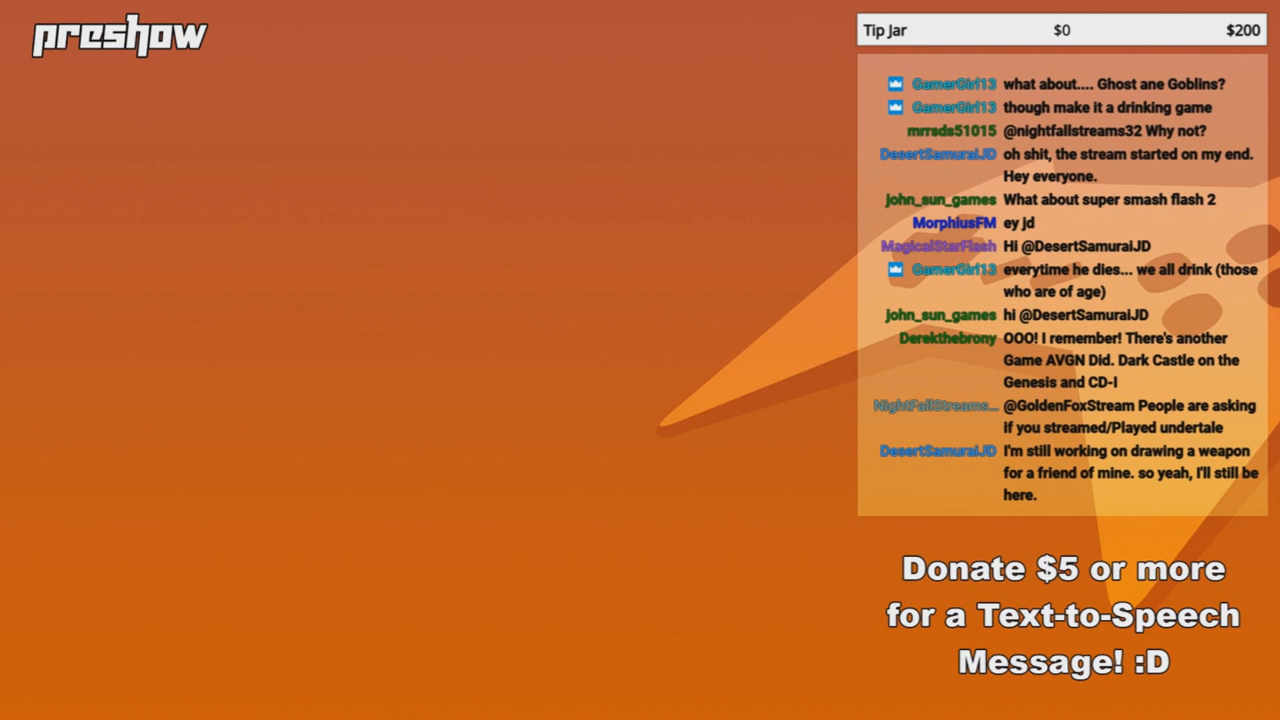 preshow
Tip Jar $0 $200
GamerGirl13 what about.... Ghost ane Goblins?
GamerGirl13 though make it a drinking game
mrrsds51015 @nightfallstreams32 Why not?
DesertSamuraiJD oh shit, the stream started on my end.
Hey everyone.
john_sun_games What about super smash flash 2
MorphiusFM ey jd
MagicalStarFlash Hi @DesertSamuraiJD
GamerGirl13 everytime he dies... we all drink (those
who are of age)
john_sun_games hi @DesertSamuraiJD
Derekthebrony OOO! I remember! There's another
Game AVGN Did. Dark Castle on the
Genesis and CD-I
NightFallStreams... @GoldenFoxStream People are asking
if you streamed/Played undertale
DesertSamuraiJD I'm still working on drawing a weapon
for a friend of mine. so yeah, I'll still be
here.
Donate $5 or more
for a Text-to-Speech
Message! :D